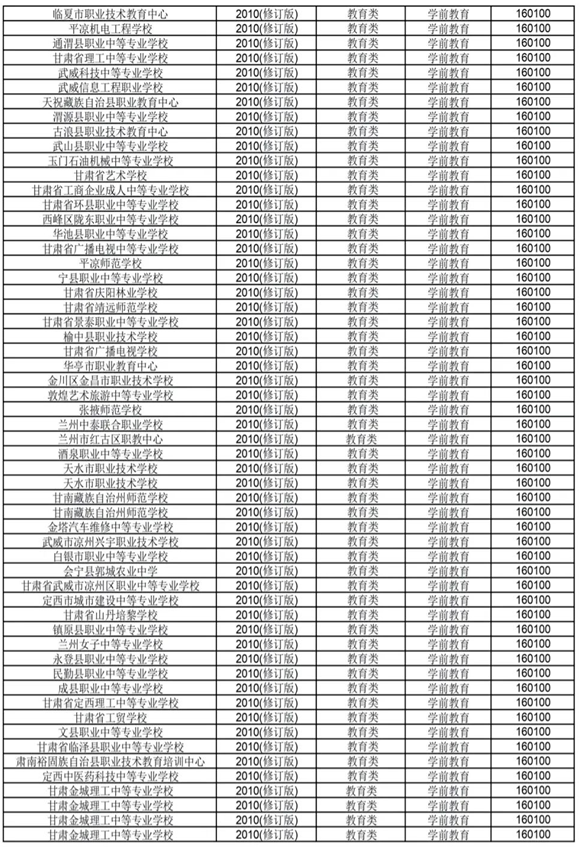 临夏市职业技术教育中心 2010(修订版) 教育类 学前教育 160100
平凉机电工程学校 2010(修订版) 教育类 学前教育 160100
通渭县职业中等专业学校 2010(修订版) 教育类 学前教育 160100
甘肃省理工中等专业学校 2010(修订版) 教育类 学前教育 160100
武威科技中等专业学校 2010(修订版) 教育类 学前教育 160100
武威信息工程职业学校 2010(修订版) 教育类 学前教育 160100
天祝藏族自治县职业教育中心 2010(修订版) 教育类 学前教育 160100
渭源县职业中等专业学校 2010(修订版) 教育类 学前教育 160100
古浪县职业技术教育中心 2010(修订版) 教育类 学前教育 160100
武山县职业中等专业学校 2010(修订版) 教育类 学前教育 160100
玉门石油机械中等专业学校 2010(修订版) 教育类 学前教育 160100
甘肃省艺术学校 2010(修订版) 教育类 学前教育 160100
甘肃省工商企业成人中等专业学校 2010(修订版) 教育类 学前教育 160100
甘肃省环县职业中等专业学校 2010(修订版) 教育类 学前教育 160100
西峰区陇东职业中等专业学校 2010(修订版) 教育类 学前教育 160100
华池县职业中等专业学校 2010(修订版) 教育类 学前教育 160100
甘肃省广播电视中等专业学校 2010(修订版) 教育类 学前教育 160100
平凉师范学校 2010(修订版) 教育类 学前教育 160100
宁县职业中等专业学校 2010(修订版) 教育类 学前教育 160100
甘肃省庆阳林业学校 2010(修订版) 教育类 学前教育 160100
甘肃省靖远师范学校 2010(修订版) 教育类 学前教育 160100
甘肃省景泰职业中等专业学校 2010(修订版) 教育类 学前教育 160100
榆中县职业技术学校 2010(修订版) 教育类 学前教育 160100
甘肃省广播电视学校 2010(修订版) 教育类 学前教育 160100
华亭市职业教育中心 2010(修订版) 教育类 学前教育 160100
金川区金昌市职业技术学校 2010(修订版) 教育类 学前教育 160100
敦煌艺术旅游中等专业学校 2010(修订版) 教育类 学前教育 160100
张掖师范学校 2010(修订版) 教育类 学前教育 160100
兰州中泰联合职业学校 2010(修订版) 教育类 学前教育 160100
兰州市红古区职教中心 2010(修订版) 教育类 学前教育 160100
酒泉职业中等专业学校 2010(修订版) 教育类 学前教育 160100
天水市职业技术学校 2010(修订版) 教育类 学前教育 160100
天水市职业技术学校 2010(修订版) 教育类 学前教育 160100
甘南藏族自治州师范学校 2010(修订版) 教育类 学前教育 160100
甘南藏族自治州师范学校 2010(修订版) 教育类 学前教育 160100
金塔汽车维修中等专业学校 2010(修订版) 教育类 学前教育 160100
武威市凉州兴宇职业技术学校 2010(修订版) 教育类 学前教育 160100
白银市职业中等专业学校 2010(修订版) 教育类 学前教育 160100
会宁县郭城农业中学 2010(修订版) 教育类 学前教育 160100
甘肃省武威市凉州区职业中等专业学校 2010(修订版) 教育类 学前教育 160100
定西市城市建设中等专业学校 2010(修订版) 教育类 学前教育 160100
甘肃省山丹培黎学校 2010(修订版) 教育类 学前教育 160100
镇原县职业中等专业学校 2010(修订版) 教育类 学前教育 160100
兰州女子中等专业学校 2010(修订版) 教育类 学前教育 160100
永登县职业中等专业学校 2010(修订版) 教育类 学前教育 160100
民勤县职业中等专业学校 2010(修订版) 教育类 学前教育 160100
成县职业中等专业学校 2010(修订版) 教育类 学前教育 160100
甘肃省定西理工中等专业学校 2010(修订版) 教育类 学前教育 160100
甘肃省工贸学校 2010(修订版) 教育类 学前教育 160100
文县职业中等专业学校 2010(修订版) 教育类 学前教育 160100
甘肃省临泽县职业中等专业学校 2010(修订版) 教育类 学前教育 160100
肃南裕固族自治县职业技术教育培训中心 2010(修订版) 教育类 学前教育 160100
定西中医药科技中等专业学校 2010(修订版) 教育类 学前教育 160100
甘肃金城理工中等专业学校 2010(修订版) 教育类 学前教育 160100
甘肃金城理工中等专业学校 2010(修订版) 教育类 学前教育 160100
甘肃金城理工中等专业学校 2010(修订版) 教育类 学前教育 160100
甘肃金城理工中等专业学校 2010(修订版) 教育类 学前教育 160100